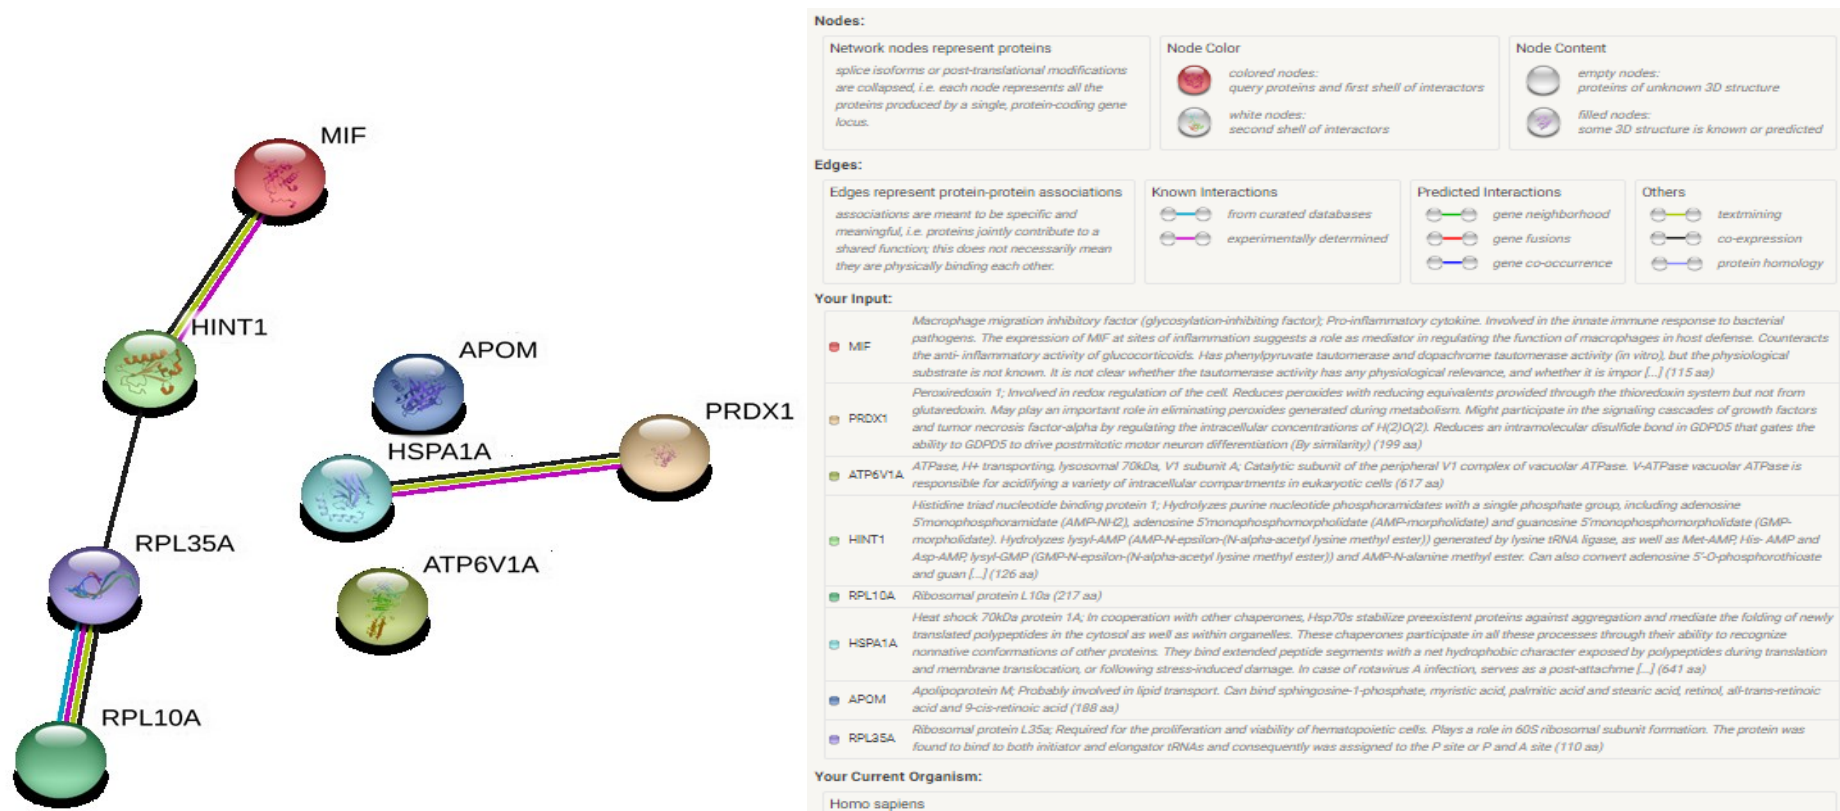 MIF
HINT1
APOM
PRDX1
HSPA1A
RPL35A
ATP6V1A
RPL10A
Nodes:
Network nodes represent proteins
splice isoforms or post-translational modifications
are collapsed, i.e. each node represents all the
proteins produced by a single, protein-coding gene
locus.
Node Color
colored nodes:
query proteins and first shell of interactors
white nodes:
second shell of interactors
Node Content
empty nodes:
proteins of unknown 3D structure
filled nodes:
some 3D structure is known or predicted
Edges:
Edges represent protein-protein associations
associations are meant to be specific and
meaningful, i.e. proteins jointly contribute to a
shared function; this does not necessarily mean
they are physically binding each other.
Known Interactions
from curated databases
experimentally determined
Predicted Interactions
gene neighborhood
gene fusions
gene co-occurrence
Others
textmining
co-expression
protein homology
Your Input:
MIF
Macrophage migration inhibitory factor (glycosylation-inhibiting factor); Pro-inflammatory cytokine. Involved in the innate immune response to bacterial
pathogens. The expression of MIF at sites of inflammation suggests a role as mediator in regulating the function of macrophages in host defense. Counteracts
the anti- inflammatory activity of glucocorticoids. Has phenylpyruvate tautomerase and dopachrome tautomerase activity (in vitro), but the physiological
substrate is not known. It is not clear whether the tautomerase activity has any physiological relevance, and whether it is impor [...] (115 aa)
PRDX1
Peroxiredoxin 1; Involved in redox regulation of the cell. Reduces peroxides with reducing equivalents provided through the thioredoxin system but not from
glutaredoxin. May play an important role in eliminating peroxides generated during metabolism. Might participate in the signaling cascades of growth factors
and tumor necrosis factor-alpha by regulating the intracellular concentrations of H(2)O(2). Reduces an intramolecular disulfide bond in GDPD5 that gates the
ability to GDPD5 to drive postmitotic motor neuron differentiation (By similarity) (199 aa)
ATP6V1A
ATPase, H+ transporting, lysosomal 70kDa, V1 subunit A; Catalytic subunit of the peripheral V1 complex of vacuolar ATPase. V-ATPase vacuolar ATPase is
responsible for acidifying a variety of intracellular compartments in eukaryotic cells (617 aa)
HINT1
Histidine triad nucleotide binding protein 1; Hydrolyzes purine nucleotide phosphoramidates with a single phosphate group, including adenosine
5'monophosphoramidate (AMP-NH2), adenosine 5'monophosphomorpholidate (AMP-morpholidate) and guanosine 5'monophosphomorpholidate (GMP-
morpholidate). Hydrolyzes lysyl-AMP (AMP-N-epsilon-(N-alpha-acetyl lysine methyl ester)) generated by lysine tRNA ligase, as well as Met-AMP, His- AMP and
Asp-AMP, lysyl-GMP (GMP-N-epsilon-(N-alpha-acetyl lysine methyl ester)) and AMP-N-alanine methyl ester. Can also convert adenosine 5'-O-phosphorothioate
and guan [...] (126 aa)
RPL10A
Ribosomal protein L10a (217 aa)
HSPA1A
Heat shock 70kDa protein 1A; In cooperation with other chaperones, Hsp70s stabilize preexistent proteins against aggregation and mediate the folding of newly
translated polypeptides in the cytosol as well as within organelles. These chaperones participate in all these processes through their ability to recognize
nonnative conformations of other proteins. They bind extended peptide segments with a net hydrophobic character exposed by polypeptides during translation
and membrane translocation, or following stress-induced damage. In case of rotavirus A infection, serves as a post-attachme [...] (641 aa)
APOM
Apolipoprotein M; Probably involved in lipid transport. Can bind sphingosine-1-phosphate, myristic acid, palmitic acid and stearic acid, retinol, all-trans-retinoic
acid and 9-cis-retinoic acid (188 aa)
RPL35A
Ribosomal protein L35a; Required for the proliferation and viability of hematopoietic cells. Plays a role in 60S ribosomal subunit formation. The protein was
found to bind to both initiator and elongator tRNAs and consequently was assigned to the P site or P and A site (110 aa)
Your Current Organism:
Homo sapiens